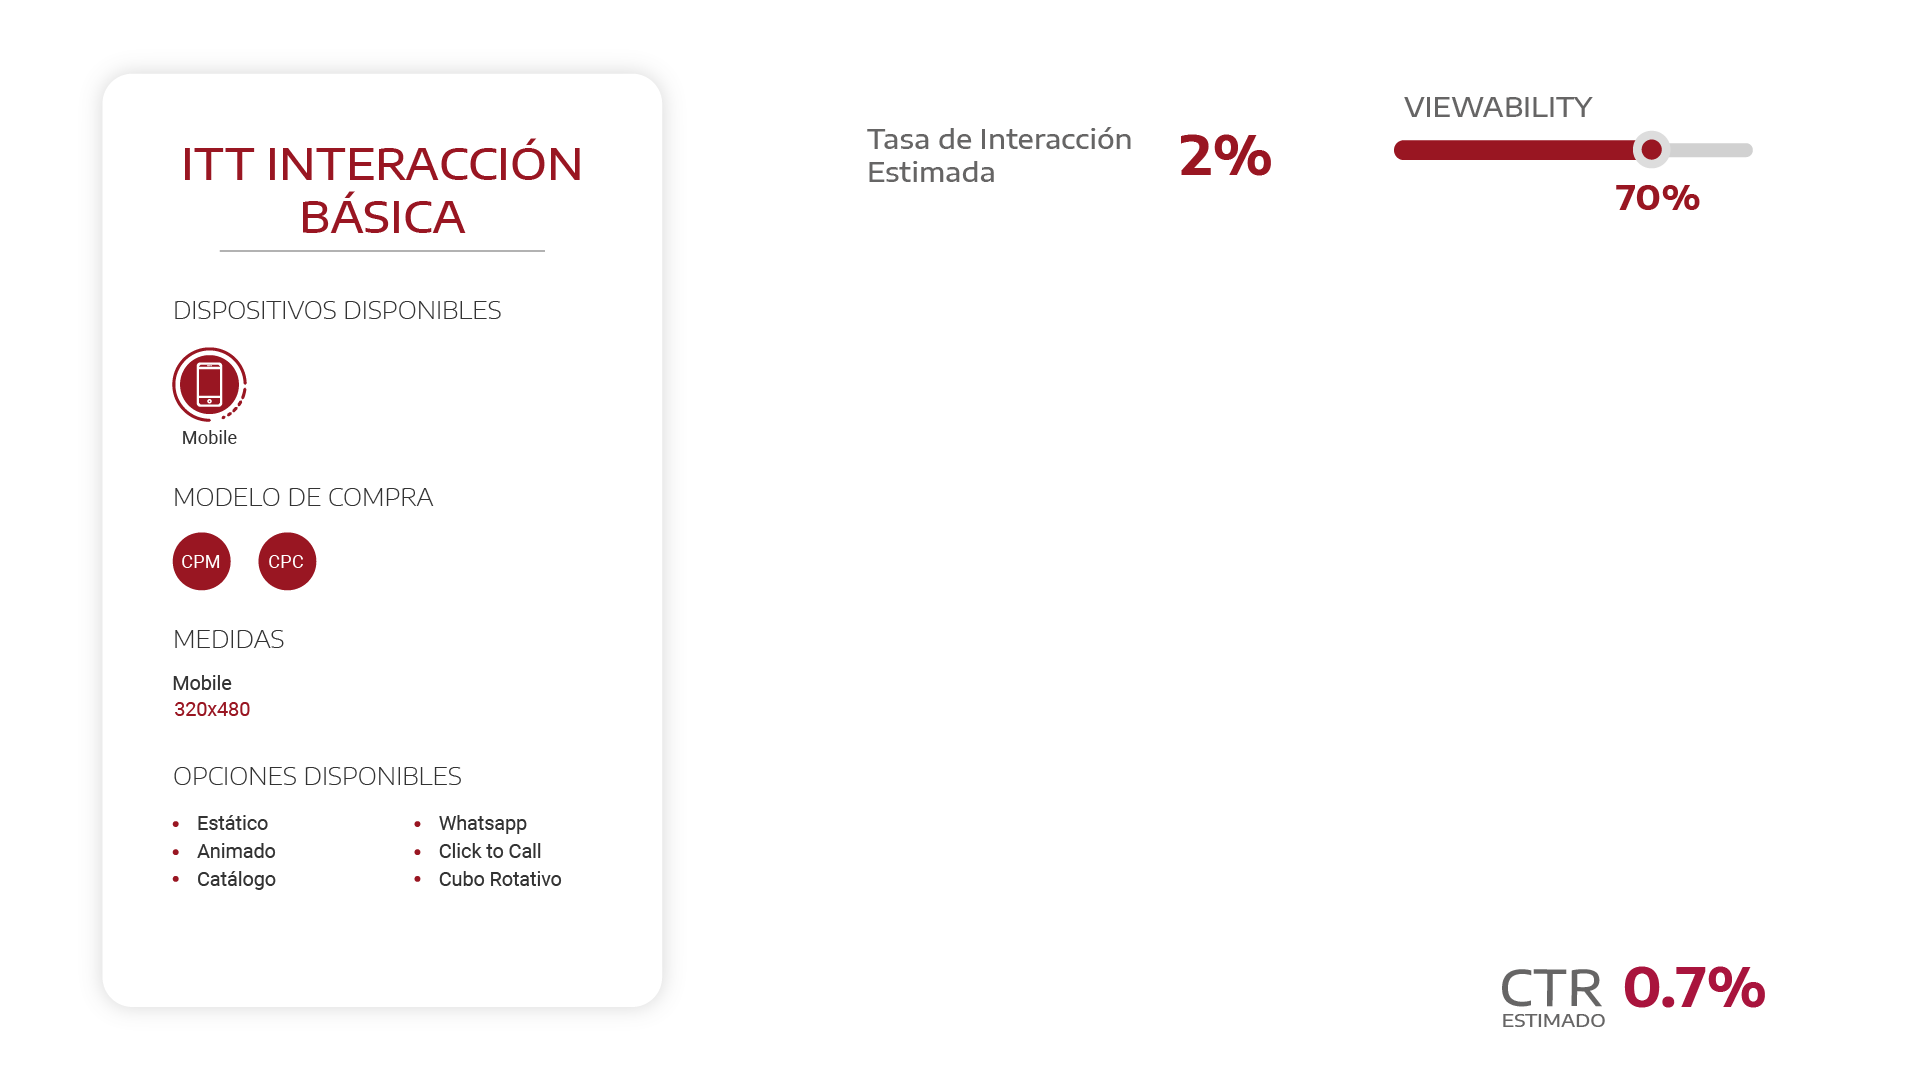 ITT INTERACCIÓN
BÁSICA
DISPOSITIVOS DISPONIBLES
Mobile
MODELO DE COMPRA
CPM CPC
MEDIDAS
Mobile
320x480
OPCIONES DISPONIBLES
• Estático
• Animado
• Catálogo
• Whatsapp
• Click to Call
• Cubo Rotativo
Tasa de Interacción
Estimada
2%
VIEWABILITY
70%
CTR 0.7%
ESTIMADO